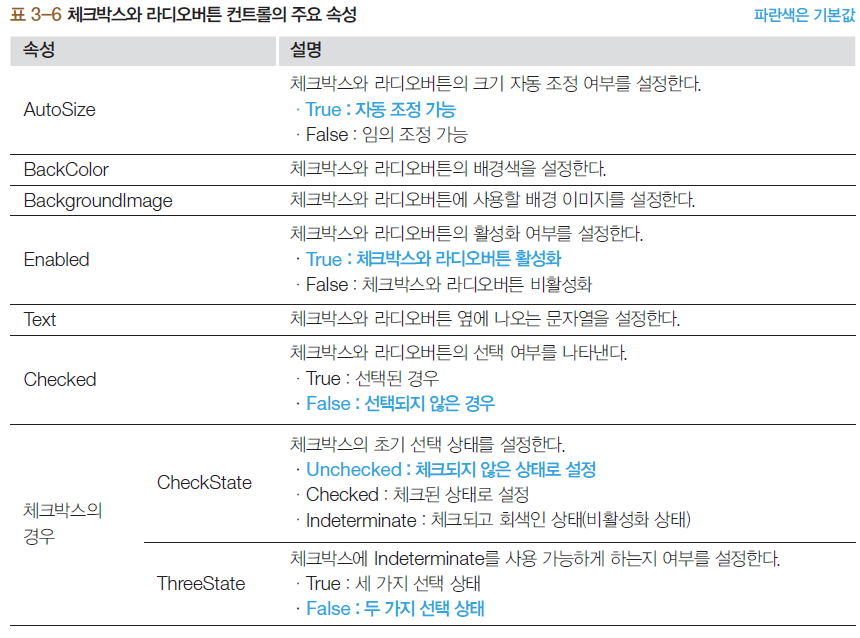 표 3–6 체크박스와 라디오버튼 컨트롤의 주요 속성
파란색은 기본값
속성 설명
AutoSize
체크박스와 라디오버튼의 크기 자동 조정 여부를 설정한다.
· True : 자동 조정 가능
· False : 임의 조정 가능
BackColor 체크박스와 라디오버튼의 배경색을 설정한다.
BackgroundImage 체크박스와 라디오버튼에 사용할 배경 이미지를 설정한다.
Enabled
체크박스와 라디오버튼의 활성화 여부를 설정한다.
· True : 체크박스와 라디오버튼 활성화
· False : 체크박스와 라디오버튼 비활성화
Text 체크박스와 라디오버튼 옆에 나오는 문자열을 설정한다.
Checked
체크박스와 라디오버튼의 선택 여부를 나타낸다.
· True : 선택된 경우
· False : 선택되지 않은 경우
체크박스의
경우
CheckState
체크박스의 초기 선택 상태를 설정한다.
· Unchecked : 체크되지 않은 상태로 설정
· Checked : 체크된 상태로 설정
· Indeterminate : 체크되고 회색인 상태(비활성화 상태)
ThreeState
체크박스에 Indeterminate를 사용 가능하게 하는지 여부를 설정한다.
· True : 세 가지 선택 상태
· False : 두 가지 선택 상태